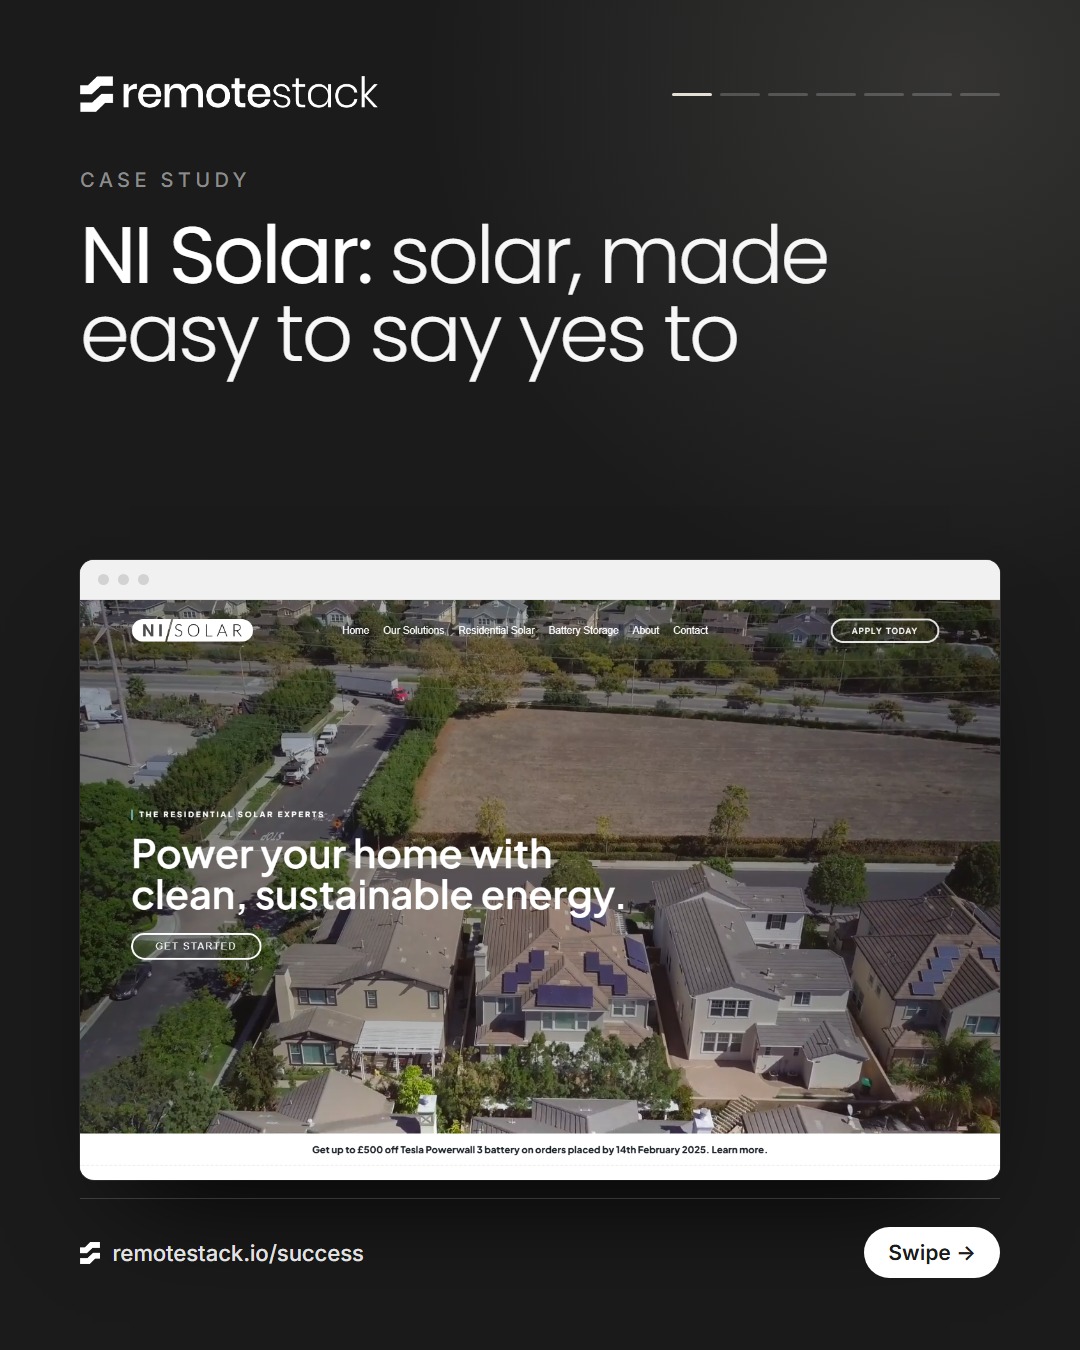 remotestack
CASE STUDY
NI Solar: solar, made
easy to say yes to
NI/SOLAR
Home Our Solutions Residential Solar Battery Storage About Contact
APPLY TODAY
THE RESIDENTIAL SOLAR EXPERTS
Power your home with
clean, sustainable energy.
GET STARTED
Get up to £500 off Tesla Powerwall 3 battery on orders placed by 14th February 2025. Learn more.
remotestack.io/success
Swipe →